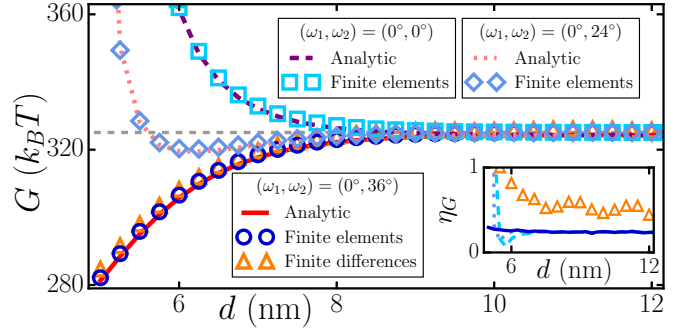 360
320
280
G (k_BT)
(ω₁, ω₂) = (0°, 0°)
Analytic
Finite elements
(ω₁, ω₂) = (0°, 24°)
Analytic
Finite elements
(ω₁, ω₂) = (0°, 36°)
Analytic
Finite elements
Finite differences
1
0
η_G
6
d (nm)
12
6
8
10
12
d (nm)